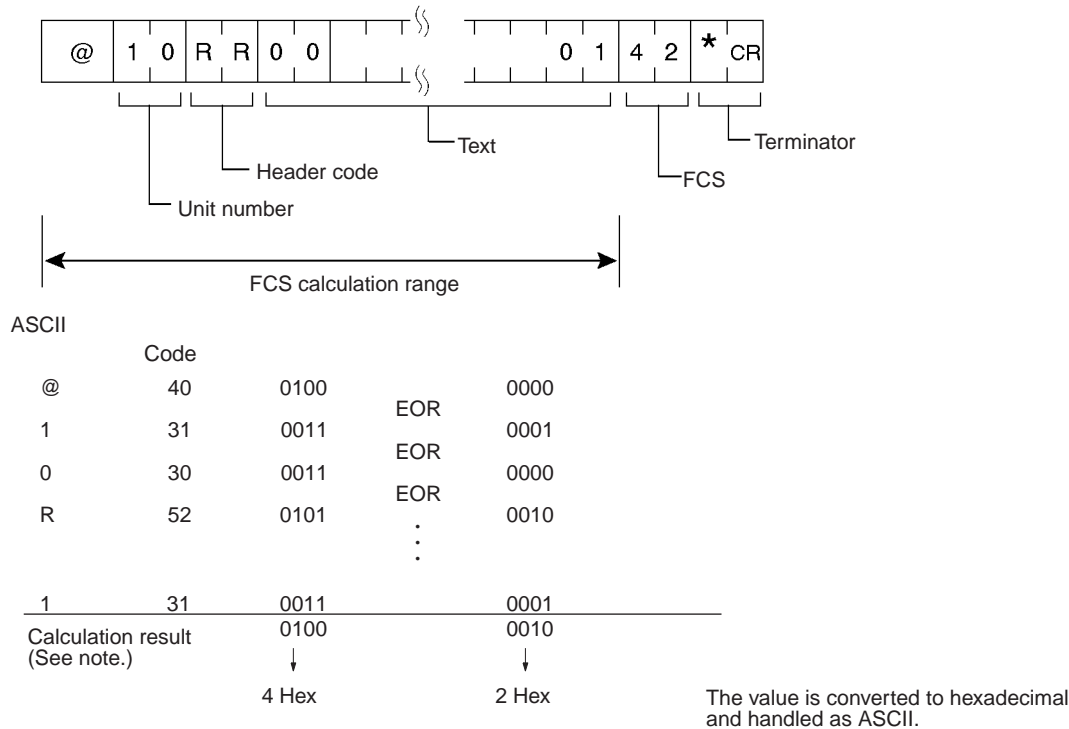 @ 1 0 R R 0 0 0 1 4 2 * CR
Text
Terminator
Header code
FCS
Unit number
FCS calculation range
ASCII
Code
@ 40 0100 0000
EOR
1 31 0011 0001
EOR
0 30 0011 0000
EOR
R 52 0101 0010
1 31 0011 0001
Calculation result 0100 0010
(See note.)
4 Hex 2 Hex The value is converted to hexadecimal
and handled as ASCII.